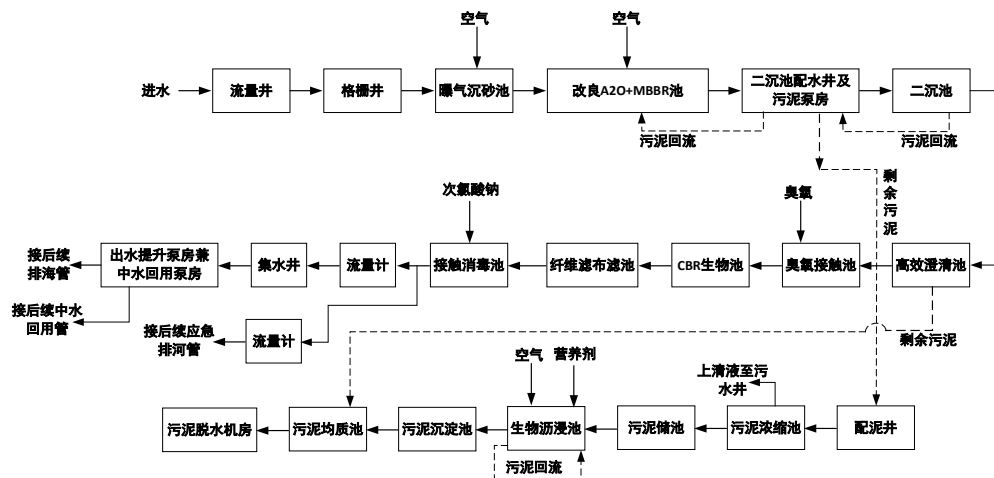 空气
空气
进水
流量井
格栅井
曝气沉砂池
改良A2O+MBBR池
二沉池配水井及
污泥泵房
二沉池
污泥回流
污泥回流
剩余污泥
次氯酸钠
臭氧
接后续
排海管
出水提升泵房兼
中水回用泵房
集水井
流量计
接触消毒池
纤维滤布滤池
CBR生物池
臭氧接触池
高效澄清池
接后续中水
回用管
接后续应急
排河管
流量计
剩余污泥
空气
营养剂
上清液至污
水井
污泥脱水机房
污泥均质池
污泥沉淀池
生物沥浸池
污泥储池
污泥浓缩池
配泥井
污泥回流